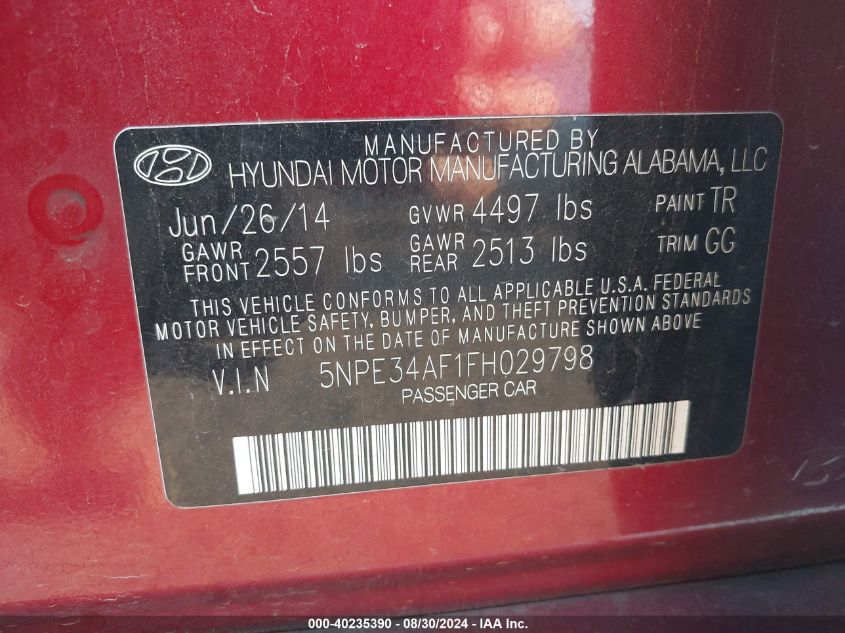 MANUFACTURED BY
HYUNDAI MOTOR MANUFACTURING ALABAMA, LLC
Jun/26/14 GVWR 4497 lbs PAINT TR
GAWR FRONT 2557 lbs GAWR REAR 2513 lbs TRIM GG
THIS VEHICLE CONFORMS TO ALL APPLICABLE U.S.A. FEDERAL
MOTOR VEHICLE SAFETY, BUMPER, AND THEFT PREVENTION STANDARDS
IN EFFECT ON THE DATE OF MANUFACTURE SHOWN ABOVE.
V.I.N 5NPE34AF1FH029798
PASSENGER CAR
000-40235390 - 08/30/2024 - IAA Inc.